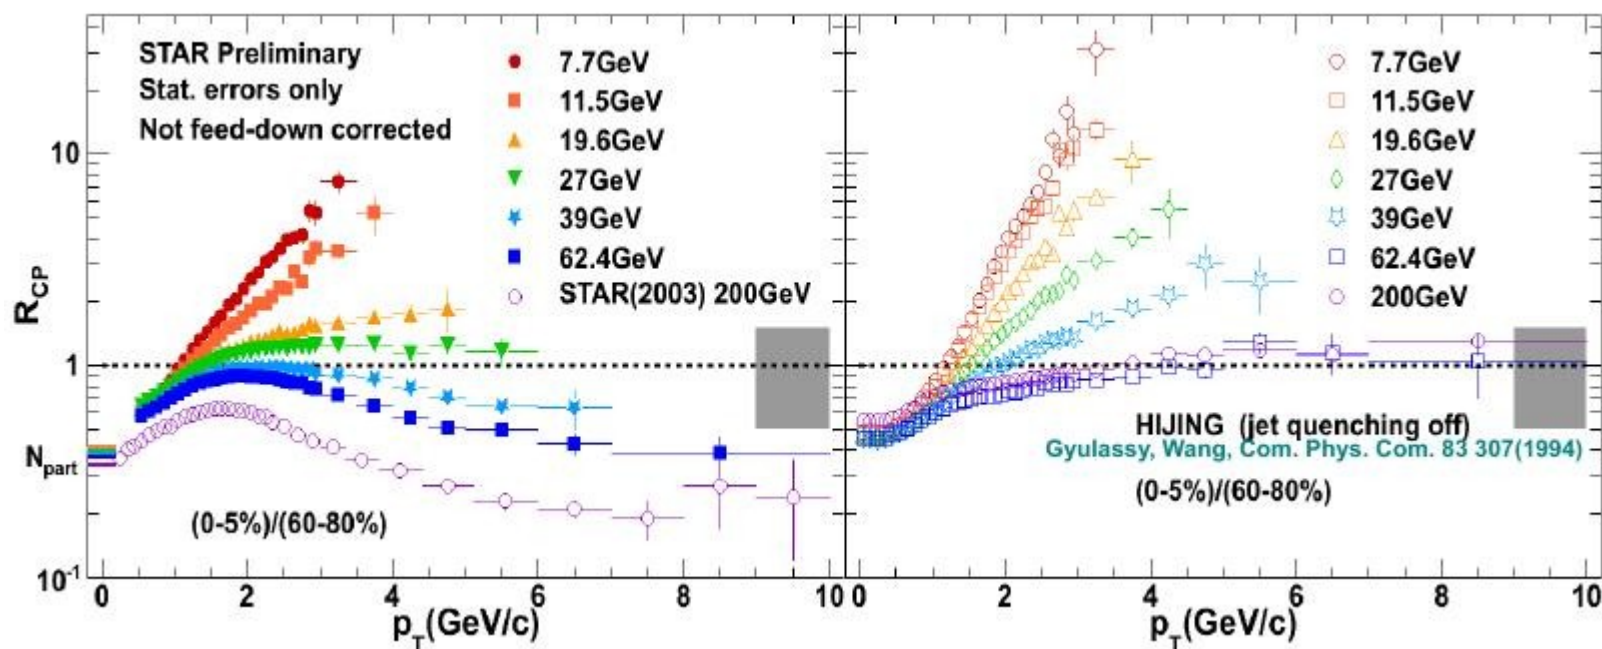 STAR Preliminary
Stat. errors only
Not feed-down corrected
7.7GeV
11.5GeV
19.6GeV
27GeV
39GeV
62.4GeV
STAR(2003) 200GeV
(0-5%)/(60-80%)
R_CP
10
1
N_part
10^-1
0 2 4 6 8 10
p_T(GeV/c)
7.7GeV
11.5GeV
19.6GeV
27GeV
39GeV
62.4GeV
200GeV
HIJING (jet quenching off)
Gyulassy, Wang, Com. Phys. Com. 83 307(1994)
(0-5%)/(60-80%)
0 2 4 6 8 10
p_T(GeV/c)